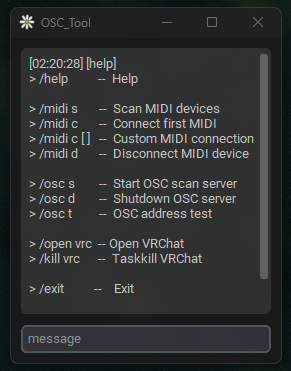 OSC_Tool
[02:20:28] [help]
> /help -- Help
> /midi s -- Scan MIDI devices
> /midi c -- Connect first MIDI
> /midi c [ ] -- Custom MIDI connection
> /midi d -- Disconnect MIDI device
> /osc s -- Start OSC scan server
> /osc d -- Shutdown OSC server
> /osc t -- OSC address test
> /open vrc -- Open VRChat
> /kill vrc -- Taskkill VRChat
> /exit -- Exit
message